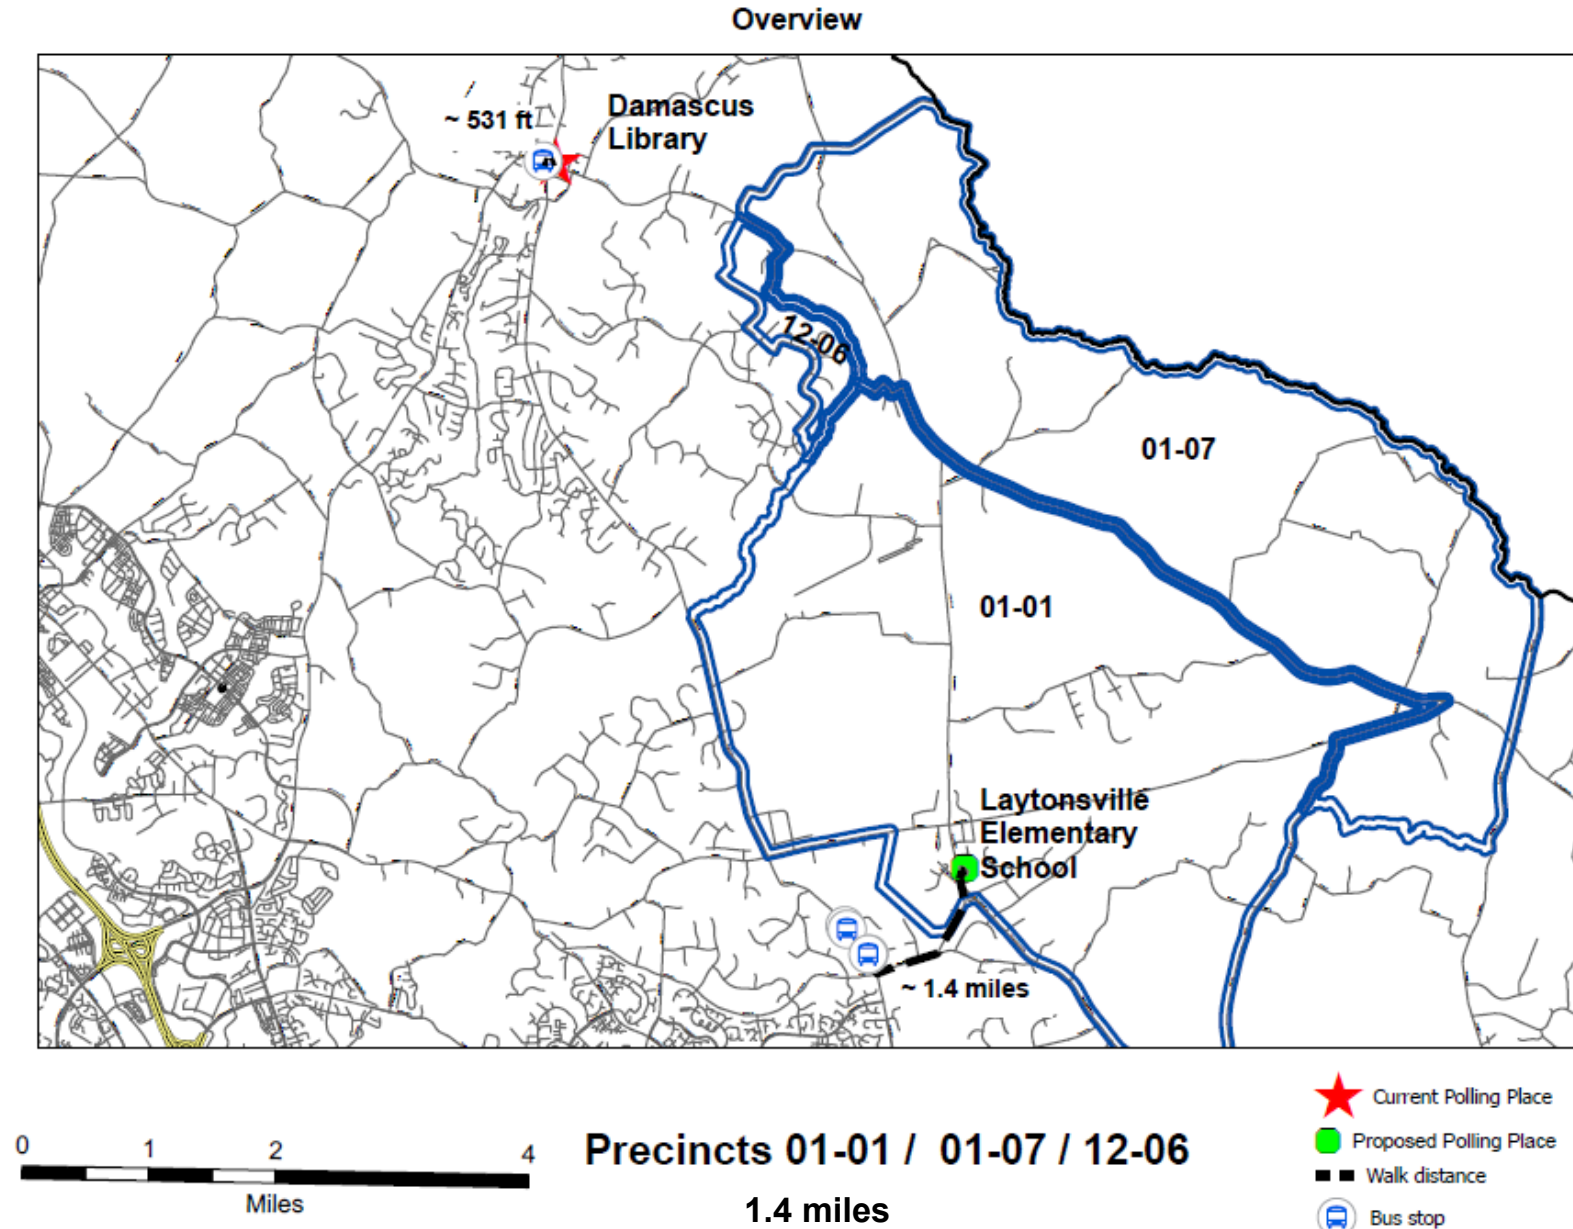 Overview
~ 531 ft
Damascus
Library
12-06
01-07
01-01
Laytonsville
Elementary
School
~ 1.4 miles
0 1 2 4
Miles
Precincts 01-01 / 01-07 / 12-06
1.4 miles
Current Polling Place
Proposed Polling Place
Walk distance
Bus stop